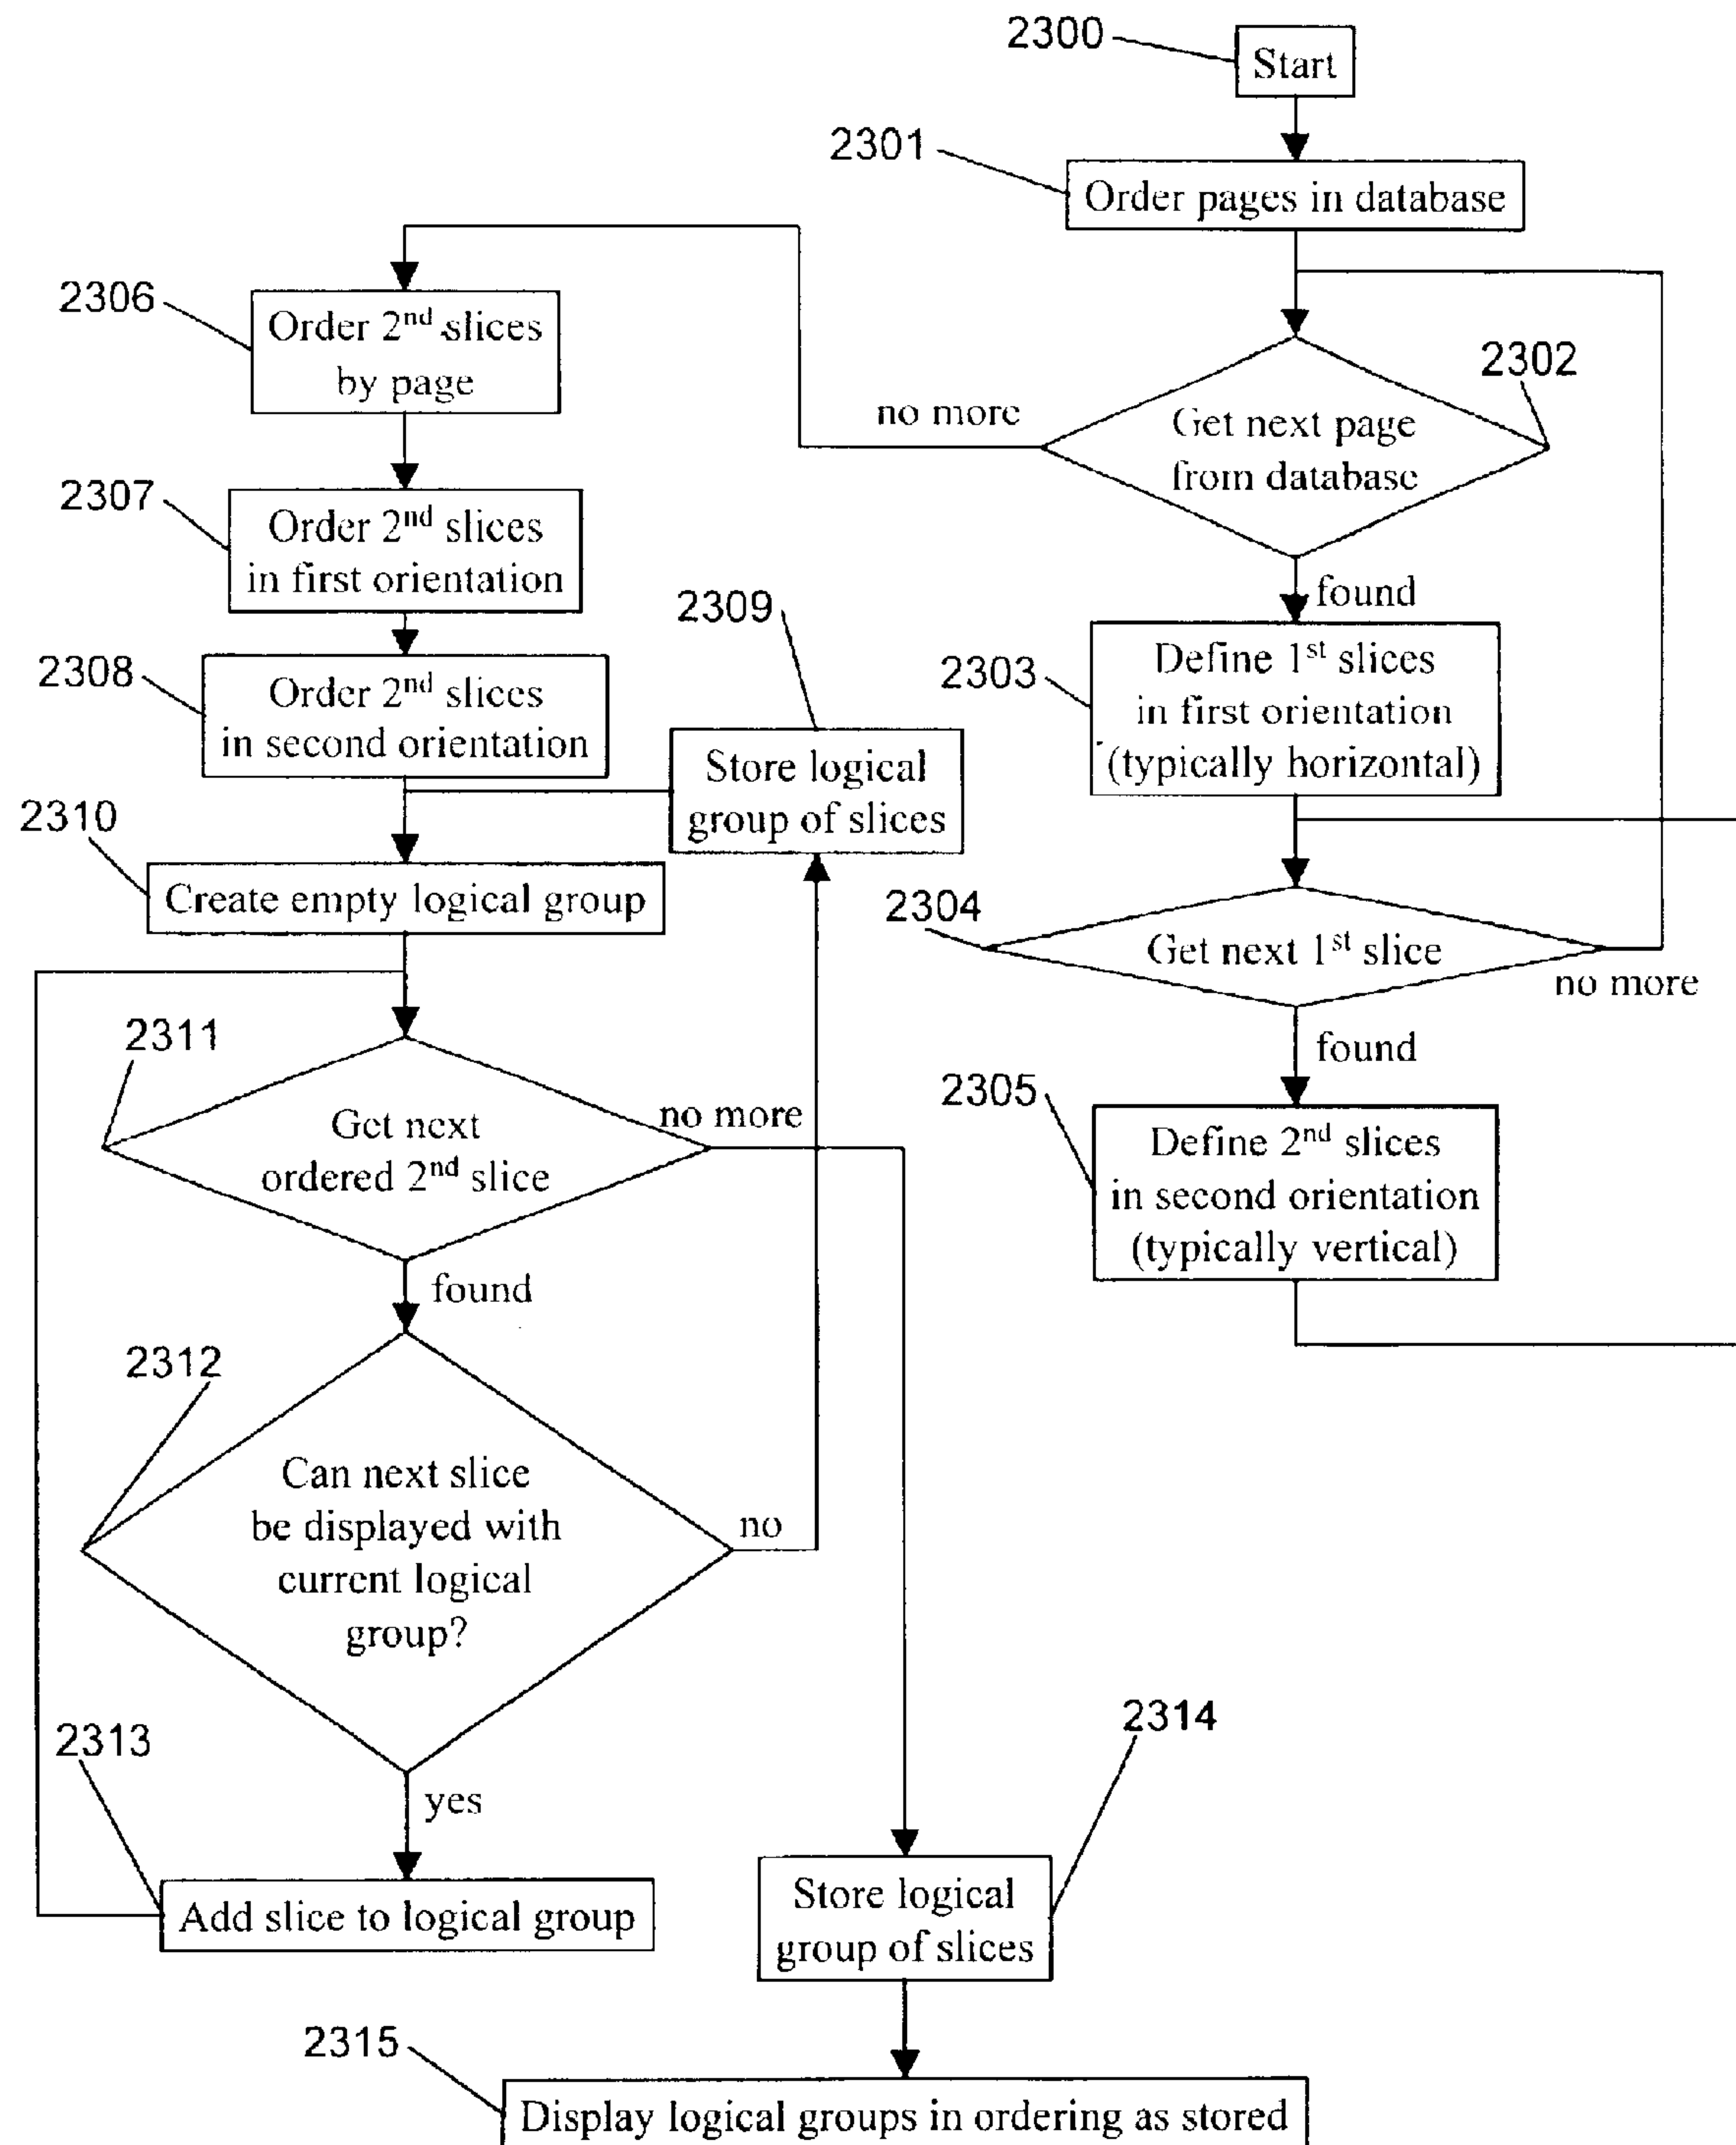 2300
Start
2301
Order pages in database
2302
Get next page
from database
no more
found
2303
Define 1st slices
in first orientation
(typically horizontal)
2304
Get next 1st slice
no more
found
2305
Define 2nd slices
in second orientation
(typically vertical)
2306
Order 2nd slices
by page
2307
Order 2nd slices
in first orientation
2308
Order 2nd slices
in second orientation
2309
Store logical
group of slices
2310
Create empty logical group
2311
Get next
ordered 2nd slice
no more
found
2312
Can next slice
be displayed with
current logical
group?
no
yes
2313
Add slice to logical group
2314
Store logical
group of slices
2315
Display logical groups in ordering as stored